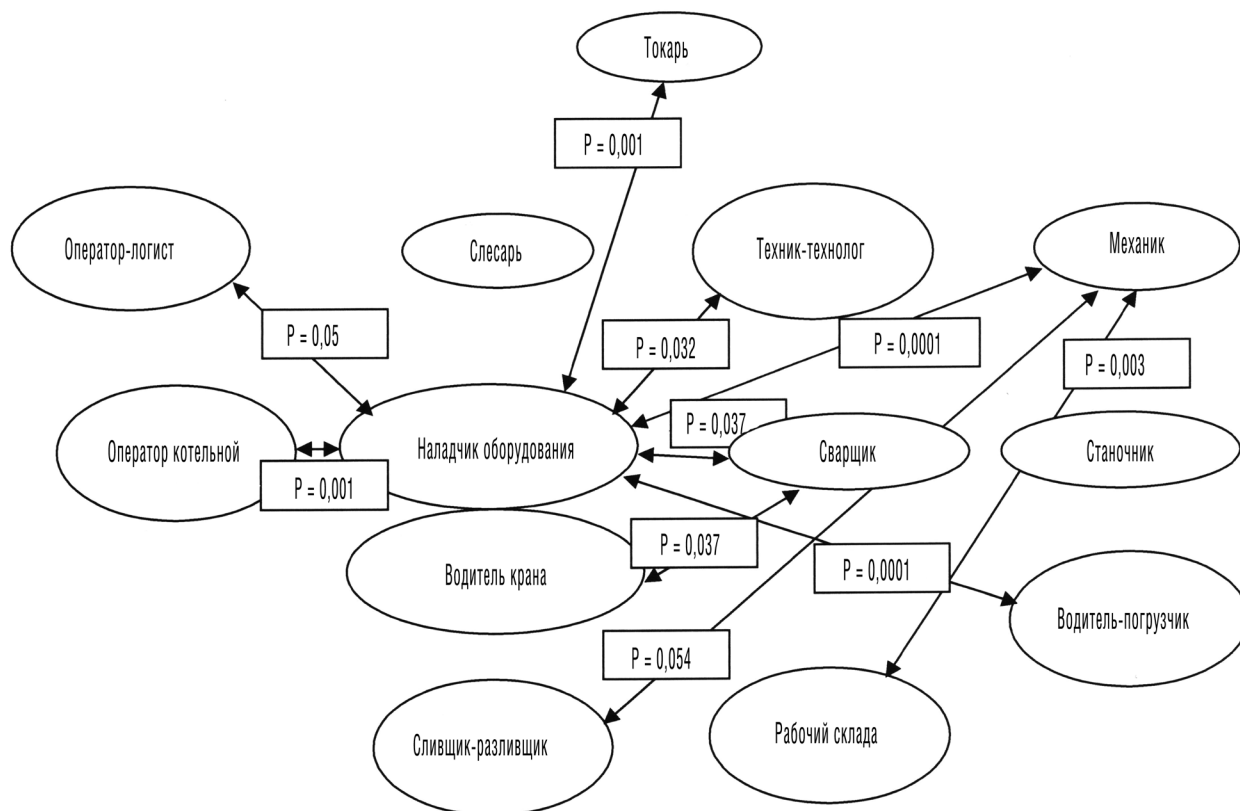 Токарь
P = 0,001
Оператор-логист
Слесарь
Техник-технолог
Механик
P = 0,05
P = 0,032
P = 0,0001
P = 0,003
P = 0,037
Оператор котельной
Наладчик оборудования
Сварщик
Станочник
P = 0,001
P = 0,037
Водитель крана
P = 0,0001
Водитель-погрузчик
P = 0,054
Сливщик-разливщик
Рабочий склада